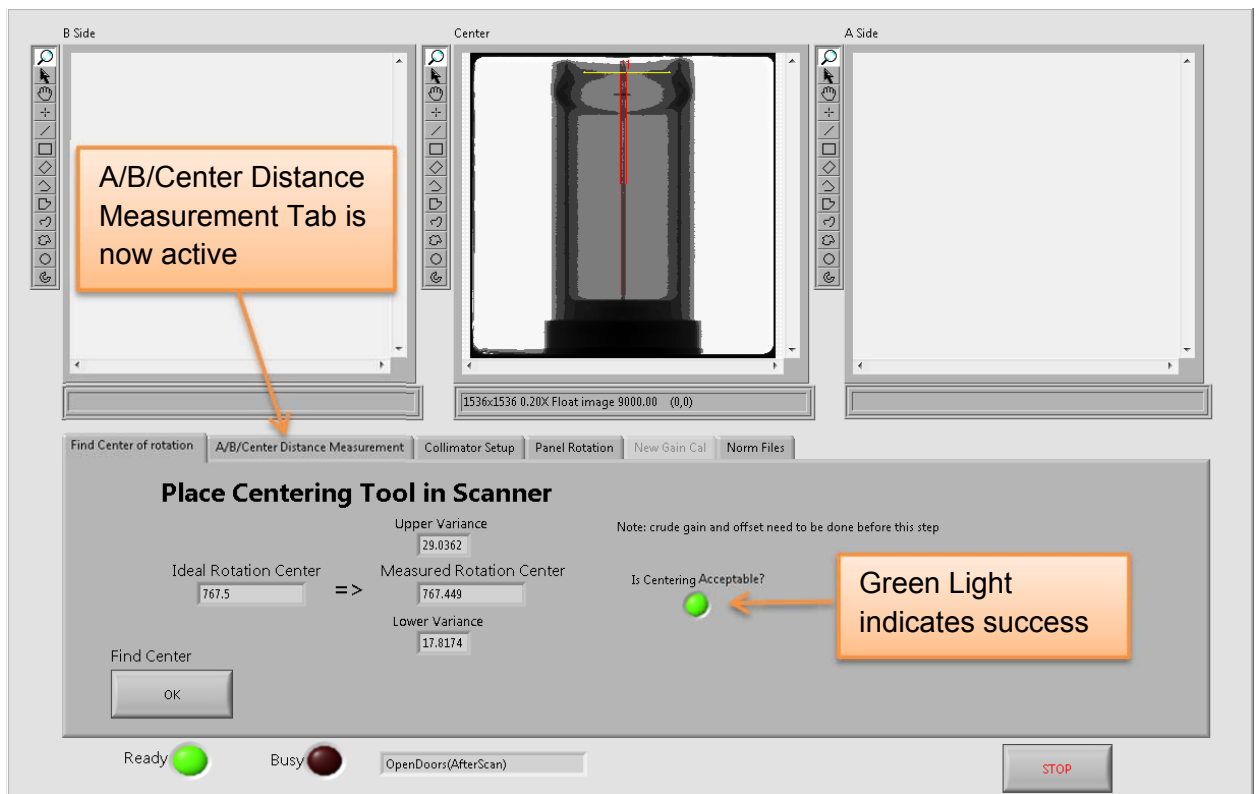 B Side
Center
A Side
A/B/Center Distance
Measurement Tab is
now active
1536x1536 0.20X Float image 9000.00 (0,0)
Find Center of rotation
A/B/Center Distance Measurement
Collimator Setup
Panel Rotation
New Gain Cal
Norm Files
Place Centering Tool in Scanner
Upper Variance
29.0362
Note: crude gain and offset need to be done before this step
Ideal Rotation Center
767.5
=>
Measured Rotation Center
767.449
Is Centering Acceptable?
Green Light
indicates success
Lower Variance
17.8174
Find Center
OK
Ready
Busy
OpenDoors(AfterScan)
STOP